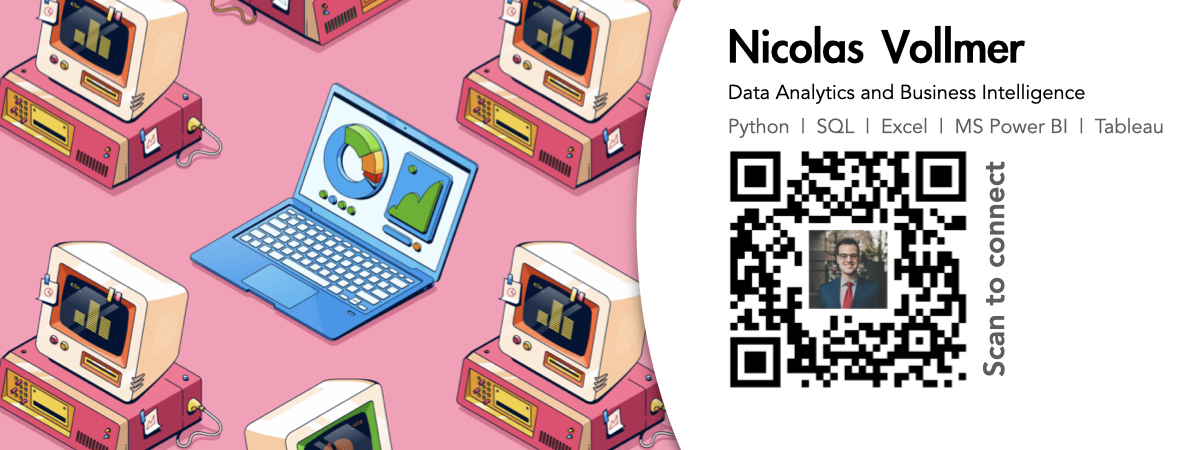 Nicolas Vollmer
Data Analytics and Business Intelligence
Python | SQL | Excel | MS Power BI | Tableau
Scan to connect